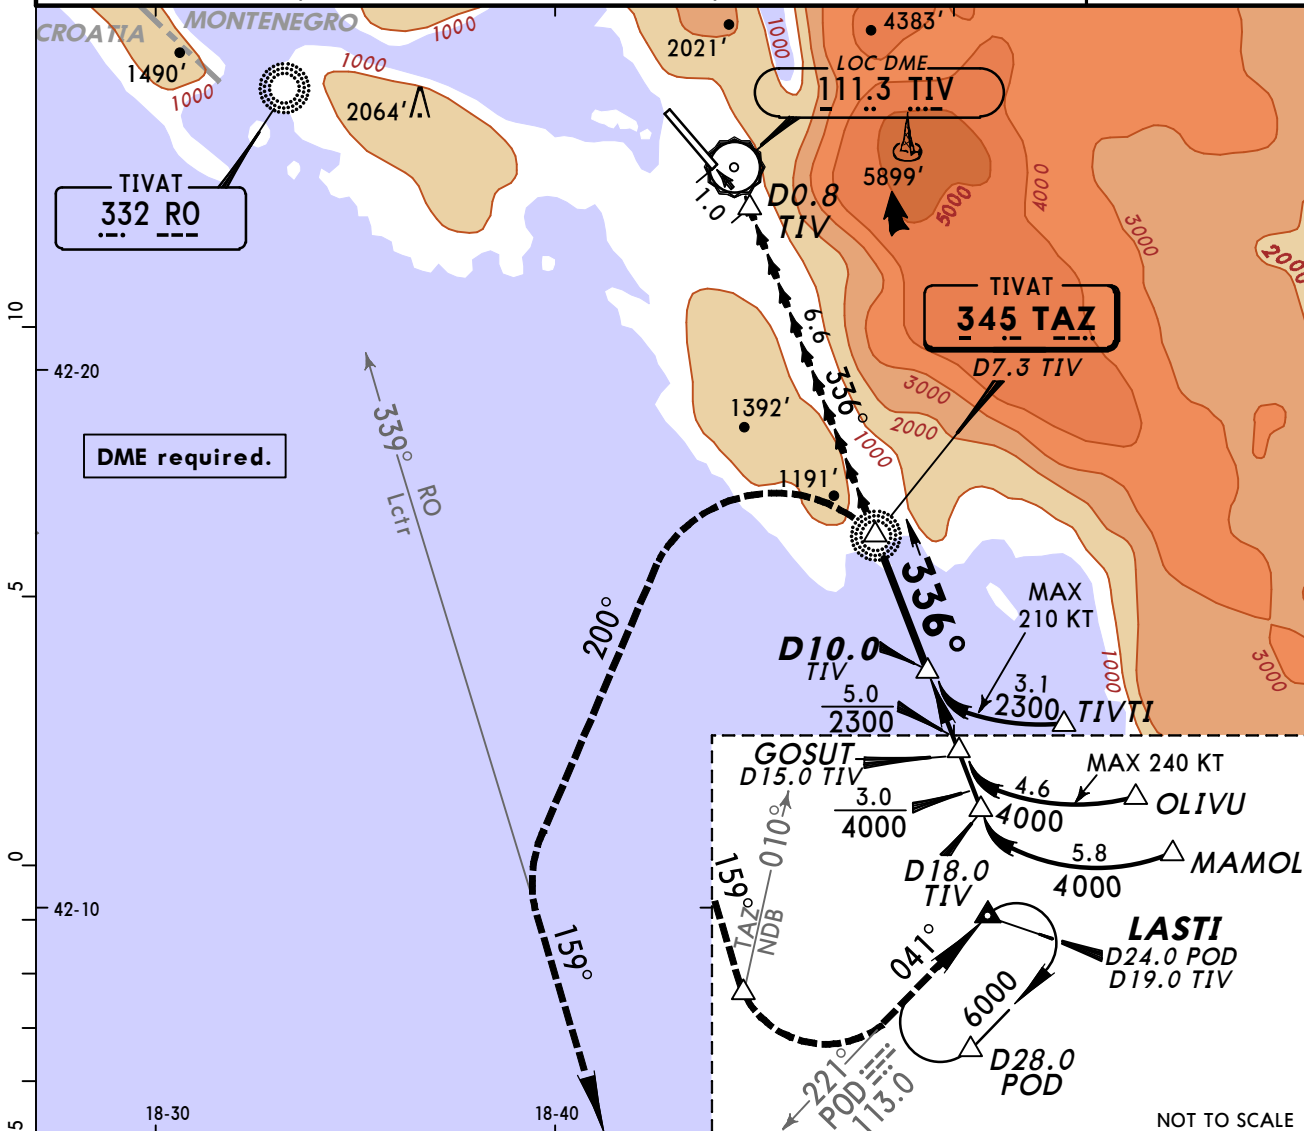 CROATIA
MONTENEGRO
1490'
1000
1000
1000
2064'
2021'
1000
4383'
LOC DME
111.3 TIV
5899'
5000
4000
3000
2000
TIVAT
332 RO
1.0
D0.8
TIV
TIVAT
345 TAZ
D7.3 TIV
10
42-20
6.6
336°
3000
2000
1000
1392'
1191'
339° RO
Lctr
DME required.
5
200°
336°
MAX
210 KT
1000
3000
D10.0
TIV
5.0
2300
3.1
2300
TIVTI
GOSUT
D15.0 TIV
MAX 240 KT
4.6
4000
OLIVU
3.0
4000
D18.0
TIV
5.8
4000
MAMOL
0
42-10
159°
159°
010°
TAZ
NDB
041°
LASTI
D24.0 POD
D19.0 TIV
6000
D28.0
POD
221°
POD
113.0
5
18-30
18-40
NOT TO SCALE